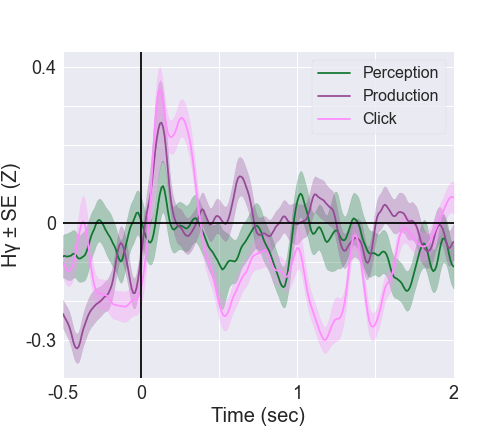 Hγ ± SE (Z)
0.4
0
-0.3
Perception
Production
Click
-0.5
0
1
2
Time (sec)